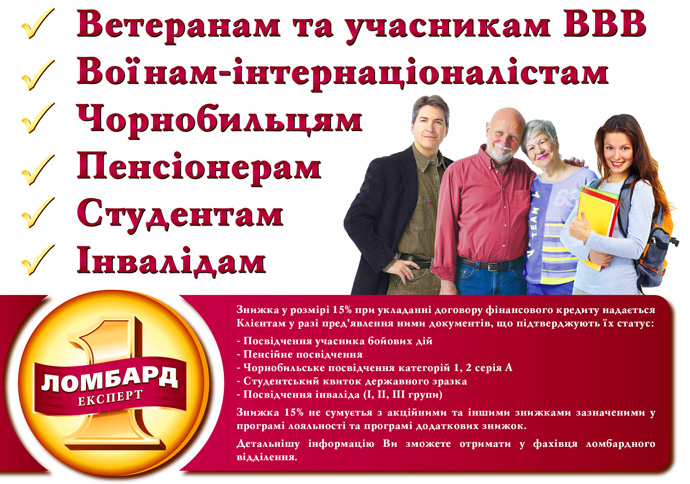 Ветеранам та учасникам ВВВ
Воїнам-інтернаціоналістам
Чорнобильцям
Пенсіонерам
Студентам
Інвалідам
1
ЛОМБАРД
ЕКСПЕРТ
Знижка у розмірі 15% при укладанні договору фінансового кредиту надається
Клієнтам у разі пред'явлення ними документів, що підтверджують їх статус:
- Посвідчення учасника бойових дій
- Пенсійне посвідчення
- Чорнобильське посвідчення категорій 1, 2 серія А
- Студентський квиток державного зразка
- Посвідчення інваліда (І, ІІ, ІІІ групи)
Знижка 15% не сумується з акційними та іншими знижками зазначеними у
програмі лояльності та програмі додаткових знижок.
Детальнішу інформацію Ви зможете отримати у фахівця ломбардного
відділення.